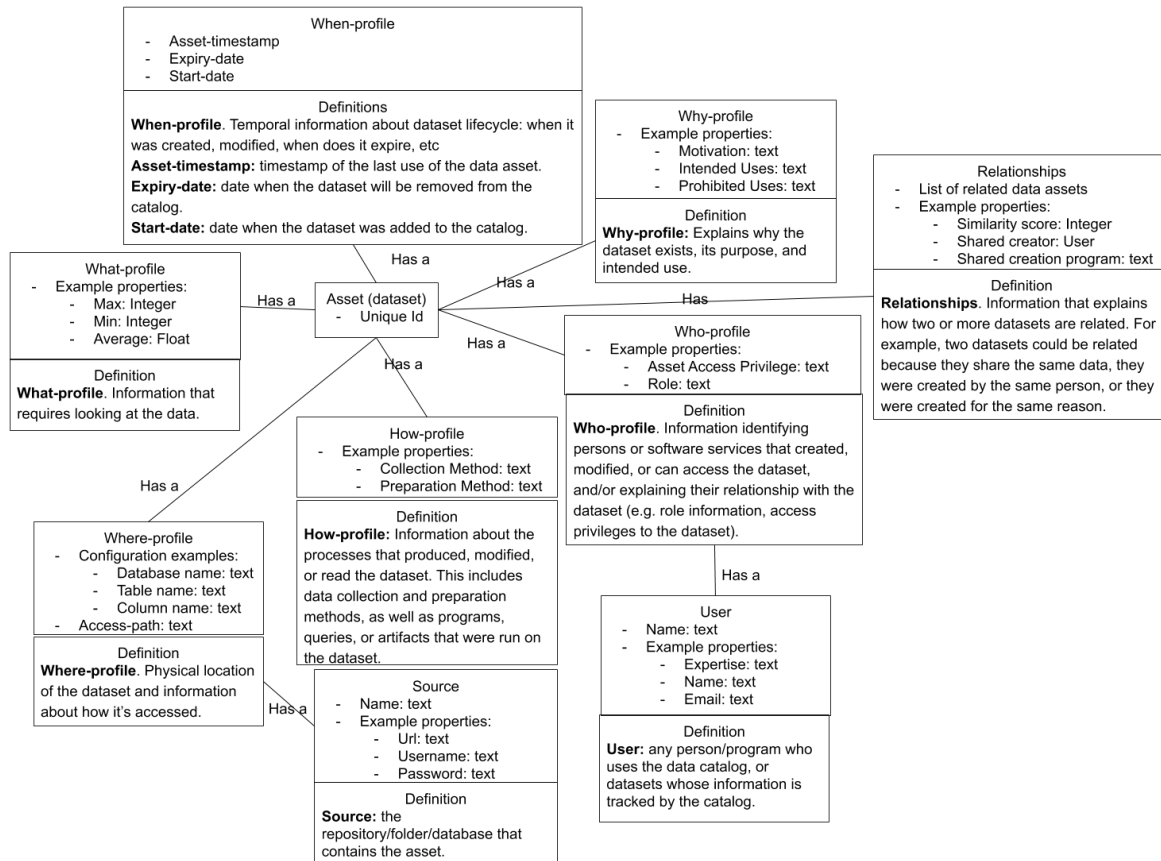 When-profile
- Asset-timestamp
- Expiry-date
- Start-date
Definitions
When-profile. Temporal information about dataset lifecycle: when it
was created, modified, when does it expire, etc
Asset-timestamp: timestamp of the last use of the data asset.
Expiry-date: date when the dataset will be removed from the
catalog.
Start-date: date when the dataset was added to the catalog.
Why-profile
- Example properties:
- Motivation: text
- Intended Uses: text
- Prohibited Uses: text
Definition
Why-profile: Explains why the
dataset exists, its purpose, and
intended use.
Relationships
- List of related data assets
- Example properties:
- Similarity score: Integer
- Shared creator: User
- Shared creation program: text
Definition
Relationships. Information that explains
how two or more datasets are related. For
example, two datasets could be related
because they share the same data, they
were created by the same person, or they
were created for the same reason.
What-profile
- Example properties:
- Max: Integer
- Min: Integer
- Average: Float
Definition
What-profile. Information that
requires looking at the data.
Has a
Has a
Has a
Has
Asset (dataset)
- Unique Id
Has a
Has a
Has a
Who-profile
- Example properties:
- Asset Access Privilege: text
- Role: text
Definition
Who-profile. Information identifying
persons or software services that created,
modified, or can access the dataset,
and/or explaining their relationship with the
dataset (e.g. role information, access
privileges to the dataset).
How-profile
- Example properties:
- Collection Method: text
- Preparation Method: text
Definition
How-profile: Information about the
processes that produced, modified,
or read the dataset. This includes
data collection and preparation
methods, as well as programs,
queries, or artifacts that were run on
the dataset.
Where-profile
- Configuration examples:
- Database name: text
- Table name: text
- Column name: text
- Access-path: text
Definition
Where-profile. Physical location
of the dataset and information
about how it's accessed.
Has a
Has a
Source
- Name: text
- Example properties:
- Url: text
- Username: text
- Password: text
Definition
Source: the
repository/folder/database that
contains the asset.
User
- Name: text
- Example properties:
- Expertise: text
- Name: text
- Email: text
Definition
User: any person/program who
uses the data catalog, or
datasets whose information is
tracked by the catalog.